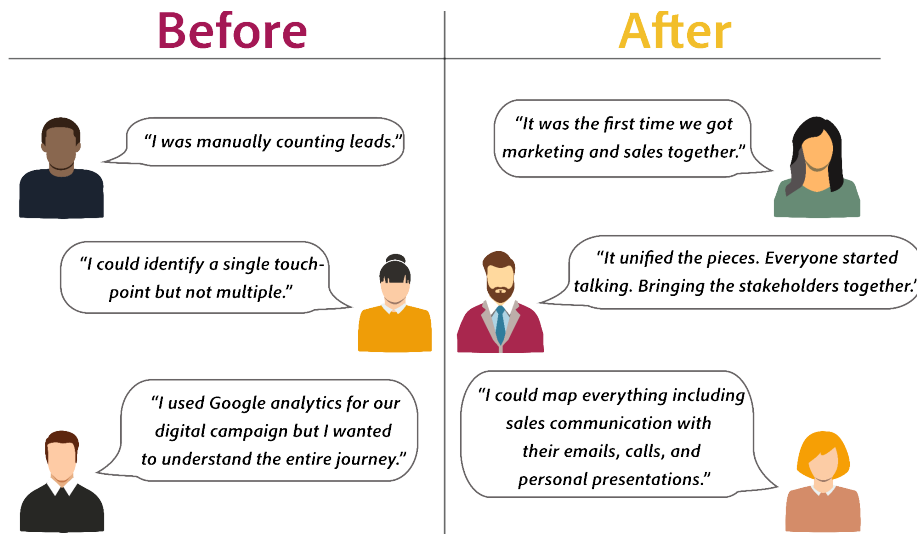 Before
"I was manually counting leads."
"I could identify a single touch-
point but not multiple."
"I used Google analytics for our
digital campaign but I wanted
to understand the entire journey."
After
"It was the first time we got
marketing and sales together."
"It unified the pieces. Everyone started
talking. Bringing the stakeholders together."
"I could map everything including
sales communication with
their emails, calls, and
personal presentations."